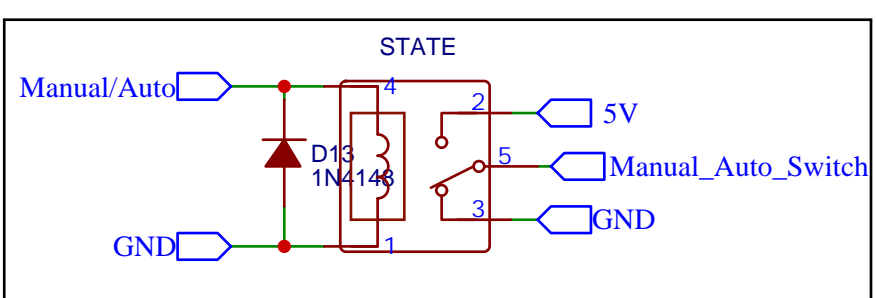 STATE
Manual/Auto
4
2
5V
D13
1N4148
5
Manual_Auto_Switch
3
GND
GND
1